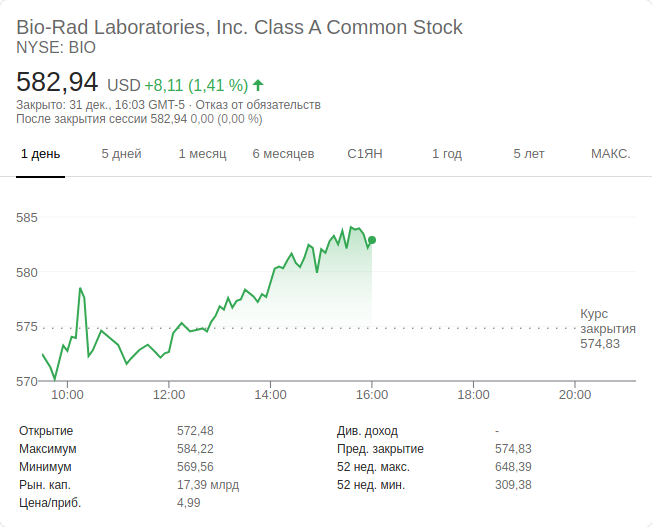 Bio-Rad Laboratories, Inc. Class A Common Stock
NYSE: BIO
582,94 USD +8,11 (1,41 %)
Закрыто: 31 дек., 16:03 GMT-5 · Отказ от обязательств
После закрытия сессии 582,94 0,00 (0,00 %)
1 день 5 дней 1 месяц 6 месяцев С1ЯН 1 год 5 лет МАКС.
585
580
575
570
Курс
закрытия
574,83
10:00 12:00 14:00 16:00 18:00 20:00
Открытие 572,48 Див. доход -
Максимум 584,22 Пред. закрытие 574,83
Минимум 569,56 52 нед. макс. 648,39
Рын. кап. 17,39 млрд 52 нед. мин. 309,38
Цена/приб. 4,99